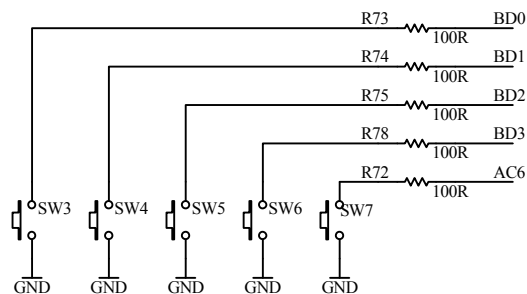 R73 BD0
100R
R74 BD1
100R
R75 BD2
100R
R78 BD3
100R
R72 AC6
100R
SW3 SW4 SW5 SW6 SW7
GND GND GND GND GND